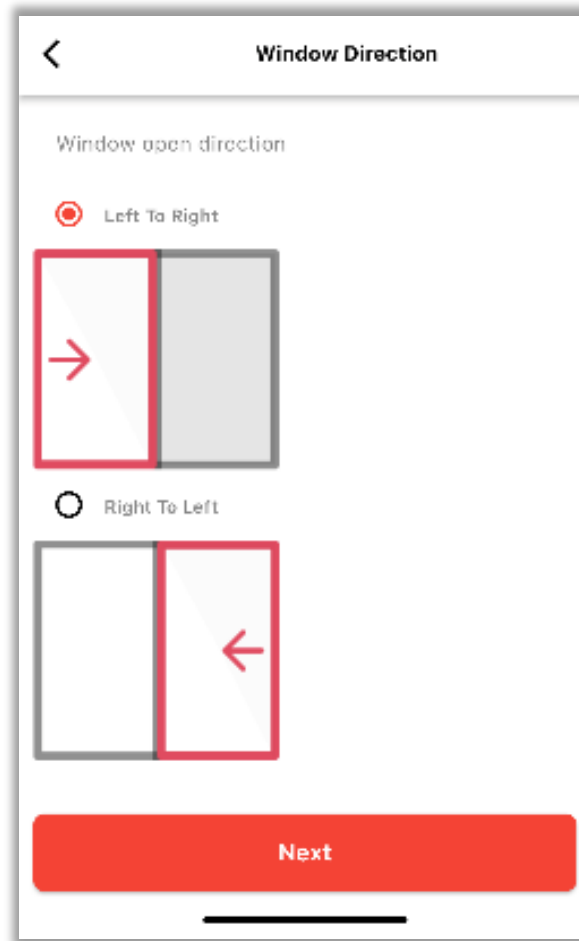 Window Direction
Window open direction
Left To Right
Right To Left
Next